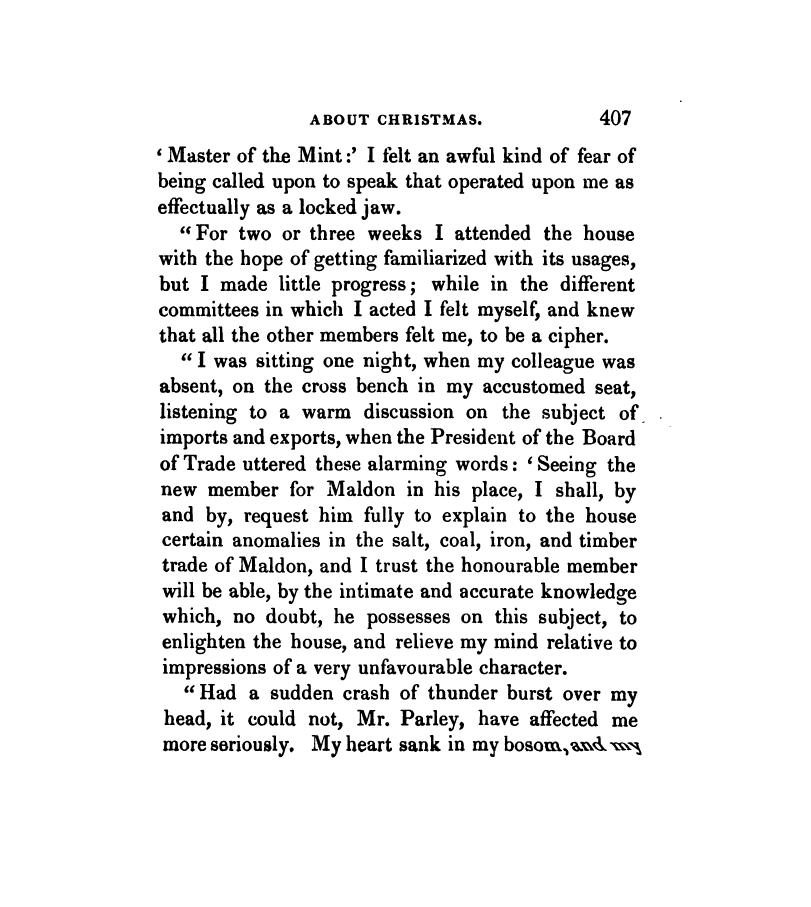 ABOUT CHRISTMAS. 407
‘ Master of the Mint :’ I felt an awful kind of fear of
being called upon to speak that operated upon me as
effectually as a locked jaw.
“ For two or three weeks I attended the house
with the hope of getting familiarized with its usages,
but I made little progress ; while in the different
committees in which I acted I felt myself, and knew
that all the other members felt me, to be a cipher.
“ I was sitting one night, when my colleague was
absent, on the cross bench in my accustomed seat,
listening to a warm discussion on the subject of
imports and exports, when the President of the Board
of Trade uttered these alarming words : ‘ Seeing the
new member for Maldon in his place, I shall, by
and by, request him fully to explain to the house
certain anomalies in the salt, coal, iron, and timber
trade of Maldon, and I trust the honourable member
will be able, by the intimate and accurate knowledge
which, no doubt, he possesses on this subject, to
enlighten the house, and relieve my mind relative to
impressions of a very unfavourable character.
“ Had a sudden crash of thunder burst over my
head, it could not, Mr. Parley, have affected me
more seriously. My heart sank in my bosom, and my